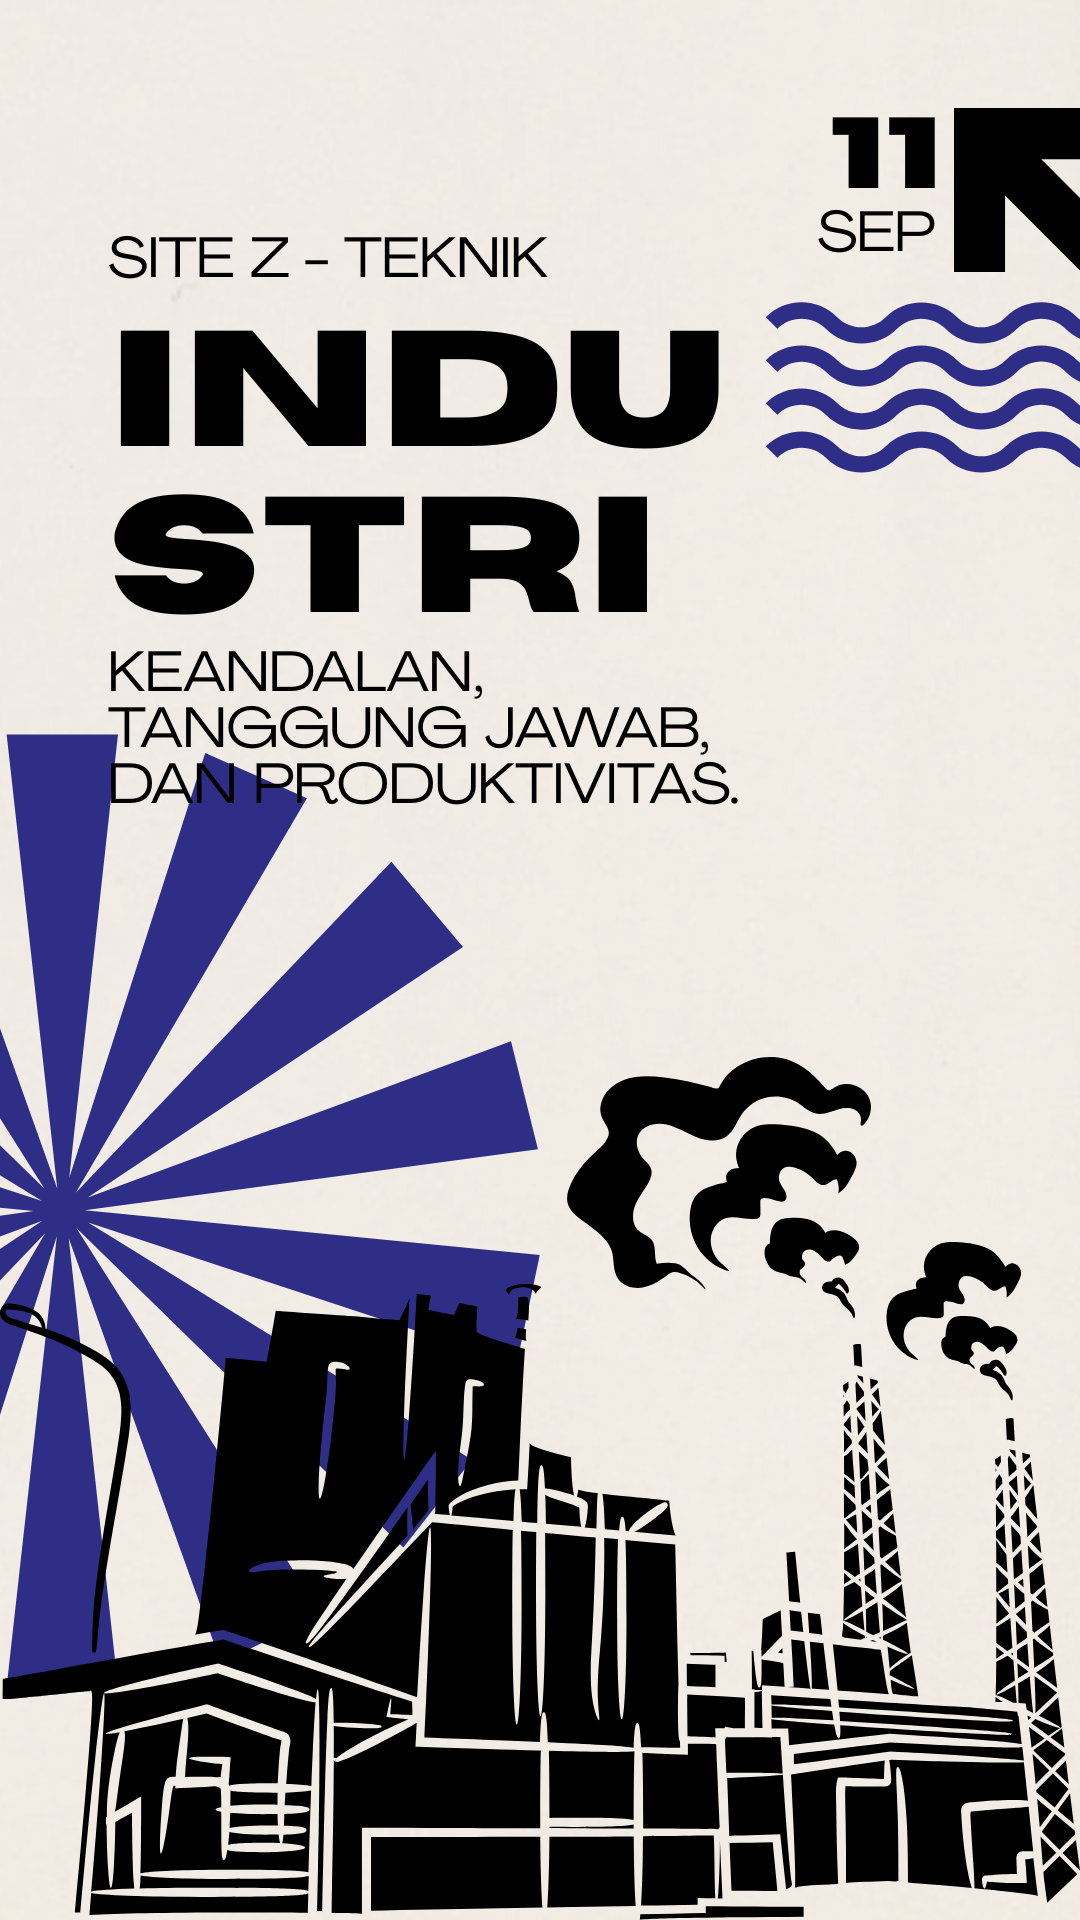 11
SEP
SITE Z – TEKNIK
INDU
STRI
KEANDALAN,
TANGGUNG JAWAB,
DAN PRODUKTIVITAS.